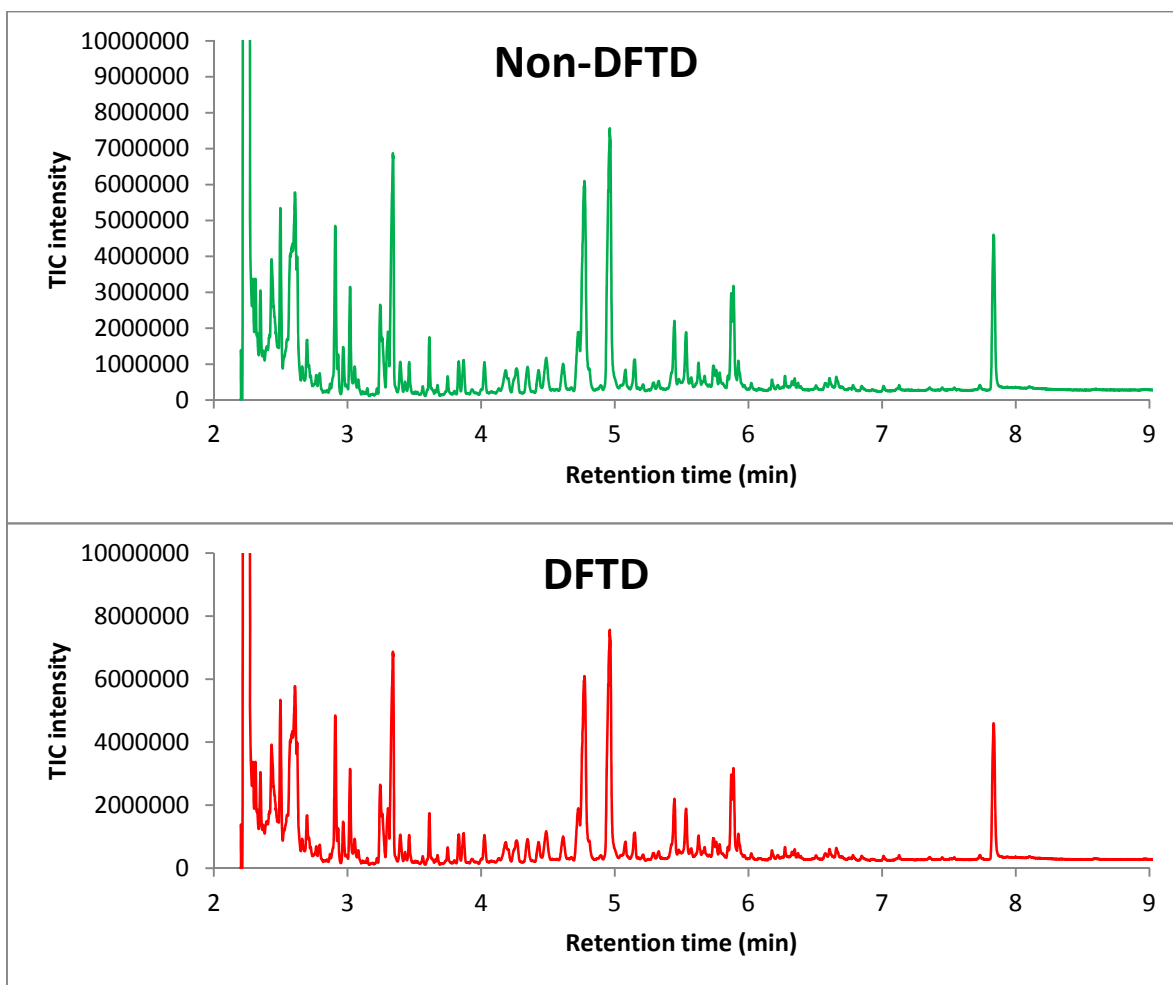 Non-DFTD
TIC intensity
10000000
9000000
8000000
7000000
6000000
5000000
4000000
3000000
2000000
1000000
0
2 3 4 5 6 7 8 9
Retention time (min)
DFTD
TIC intensity
10000000
8000000
6000000
4000000
2000000
0
2 3 4 5 6 7 8 9
Retention time (min)